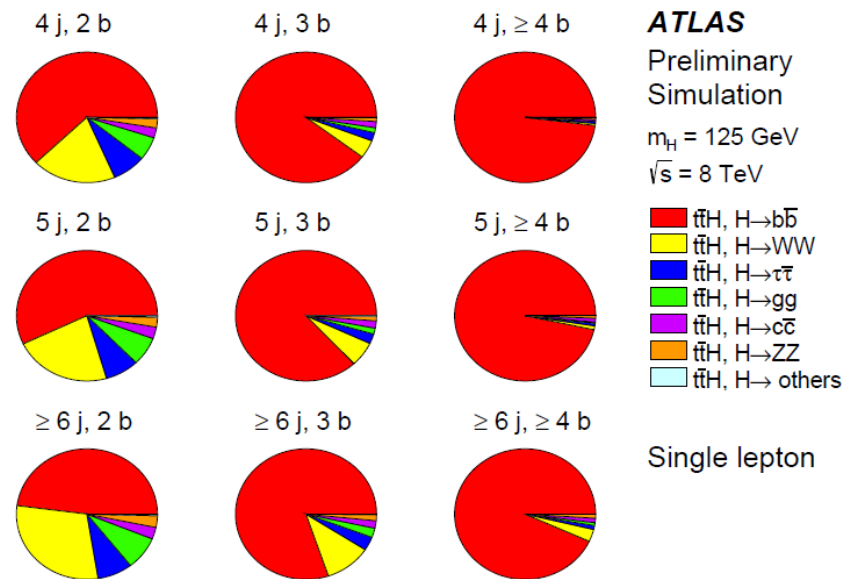 4 j, 2 b
4 j, 3 b
4 j, ≥ 4 b
5 j, 2 b
5 j, 3 b
5 j, ≥ 4 b
≥ 6 j, 2 b
≥ 6 j, 3 b
≥ 6 j, ≥ 4 b
ATLAS
Preliminary
Simulation
m_H = 125 GeV
√s = 8 TeV
tt̄H, H→bb̄
tt̄H, H→WW
tt̄H, H→ττ̄
tt̄H, H→gg
tt̄H, H→cc̄
tt̄H, H→ZZ
tt̄H, H→ others
Single lepton